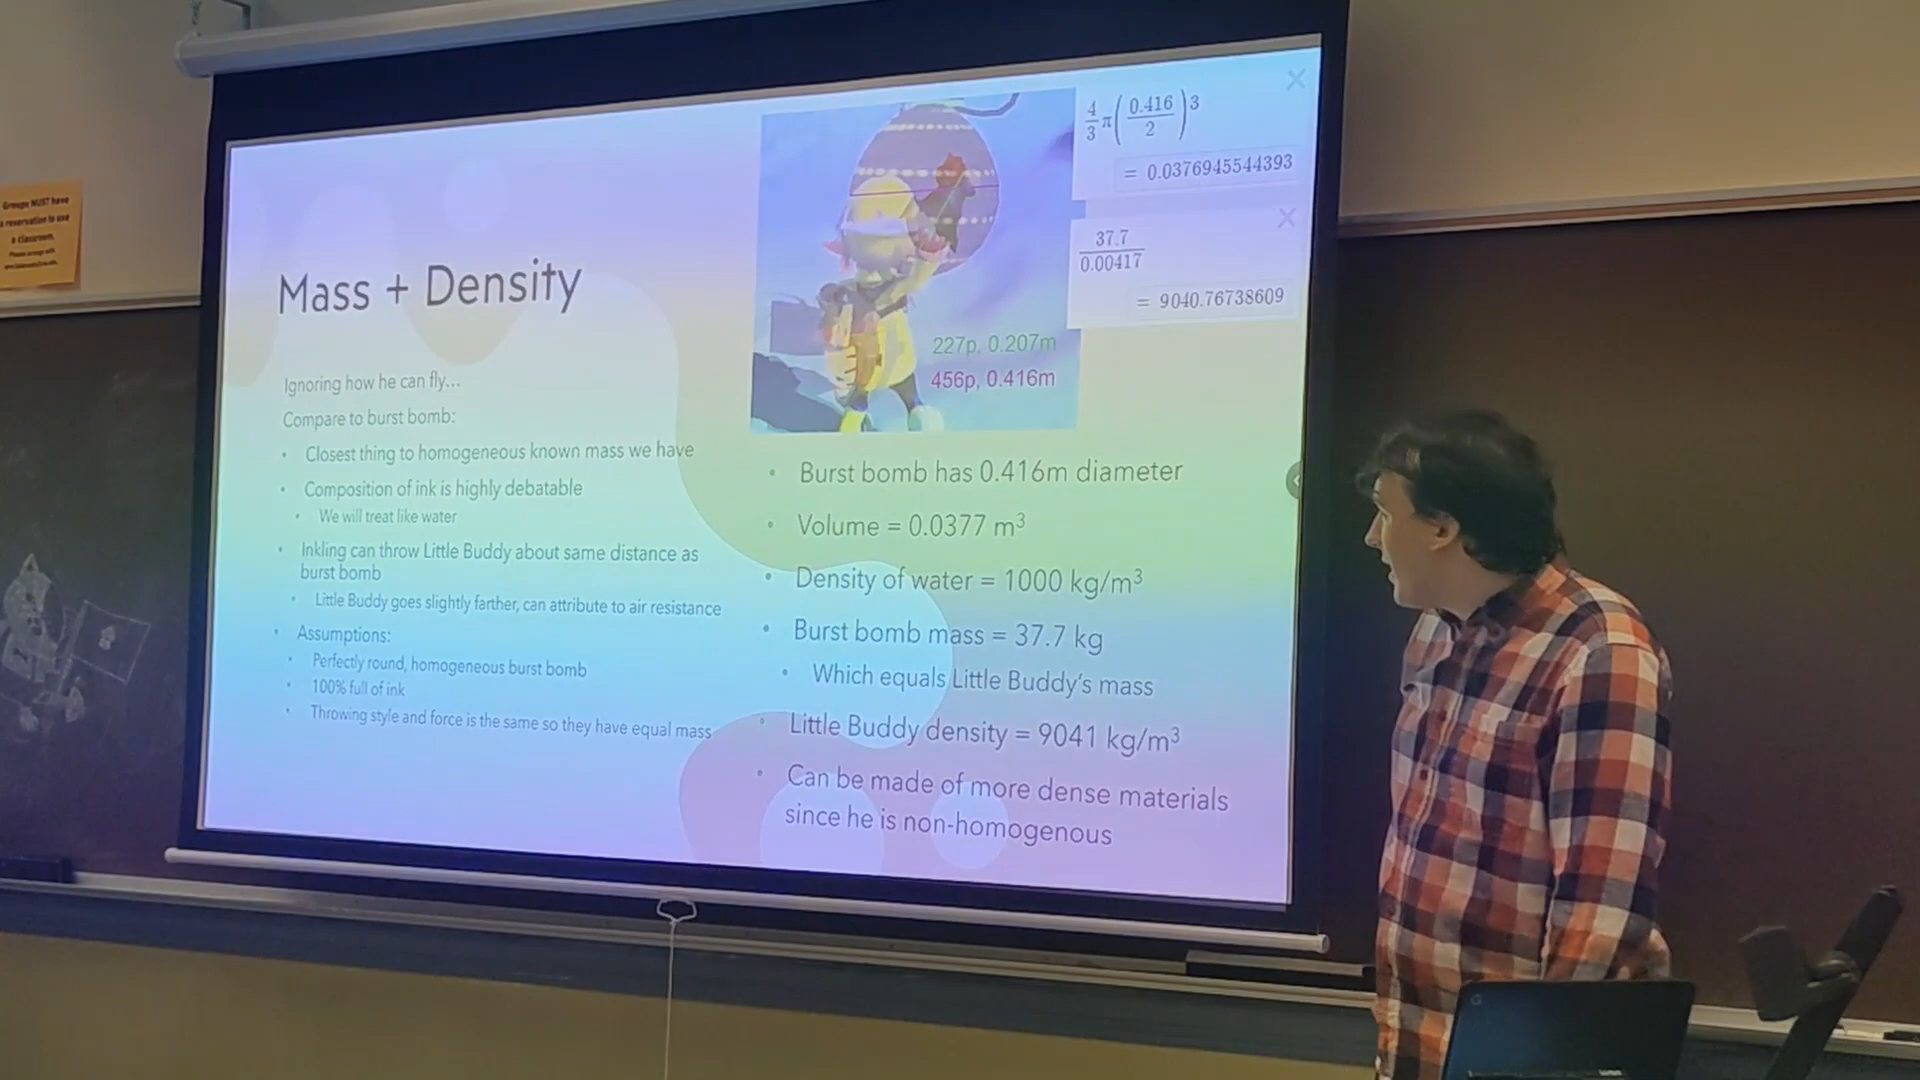 Groups MUST have
a reservation to use
a classroom.
Mass + Density
Ignoring how he can fly...
Compare to burst bomb:
• Closest thing to homogeneous known mass we have
• Composition of ink is highly debatable
• We will treat like water
• Inkling can throw Little Buddy about same distance as
burst bomb
• Little Buddy goes slightly farther, can attribute to air resistance
• Assumptions:
• Perfectly round, homogeneous burst bomb
• 100% full of ink
• Throwing style and force is the same so they have equal mass
227p, 0.207m
456p, 0.416m
4/3 π(0.416/2)3
= 0.0376945544393
37.7/0.00417
= 9040.76738609
• Burst bomb has 0.416m diameter
• Volume = 0.0377 m³
• Density of water = 1000 kg/m³
• Burst bomb mass = 37.7 kg
• Which equals Little Buddy's mass
• Little Buddy density = 9041 kg/m³
• Can be made of more dense materials
since he is non-homogenous